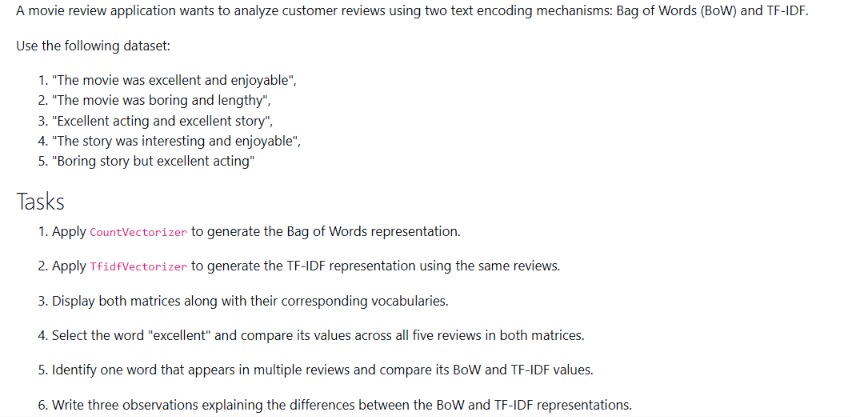 A movie review application wants to analyze customer reviews using two text encoding mechanisms: Bag of Words (BoW) and TF-IDF.
Use the following dataset:
1. "The movie was excellent and enjoyable",
2. "The movie was boring and lengthy",
3. "Excellent acting and excellent story",
4. "The story was interesting and enjoyable",
5. "Boring story but excellent acting"
Tasks
1. Apply CountVectorizer to generate the Bag of Words representation.
2. Apply TfidfVectorizer to generate the TF-IDF representation using the same reviews.
3. Display both matrices along with their corresponding vocabularies.
4. Select the word "excellent" and compare its values across all five reviews in both matrices.
5. Identify one word that appears in multiple reviews and compare its BoW and TF-IDF values.
6. Write three observations explaining the differences between the BoW and TF-IDF representations.